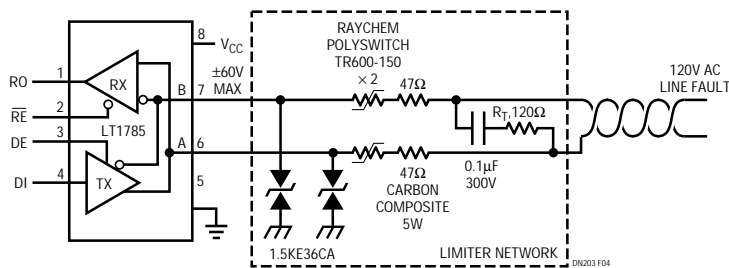 RAYCHEM
POLYSWITCH
TR600-150
× 2
47Ω
120V AC
LINE FAULT
8
VCC
RO
1
RX
B
7
±60V
MAX
RE
2
LT1785
DE
3
A
6
RT, 120Ω
DI
4
TX
5
47Ω
CARBON
COMPOSITE
5W
0.1µF
300V
1.5KE36CA
LIMITER NETWORK
DN203 F04